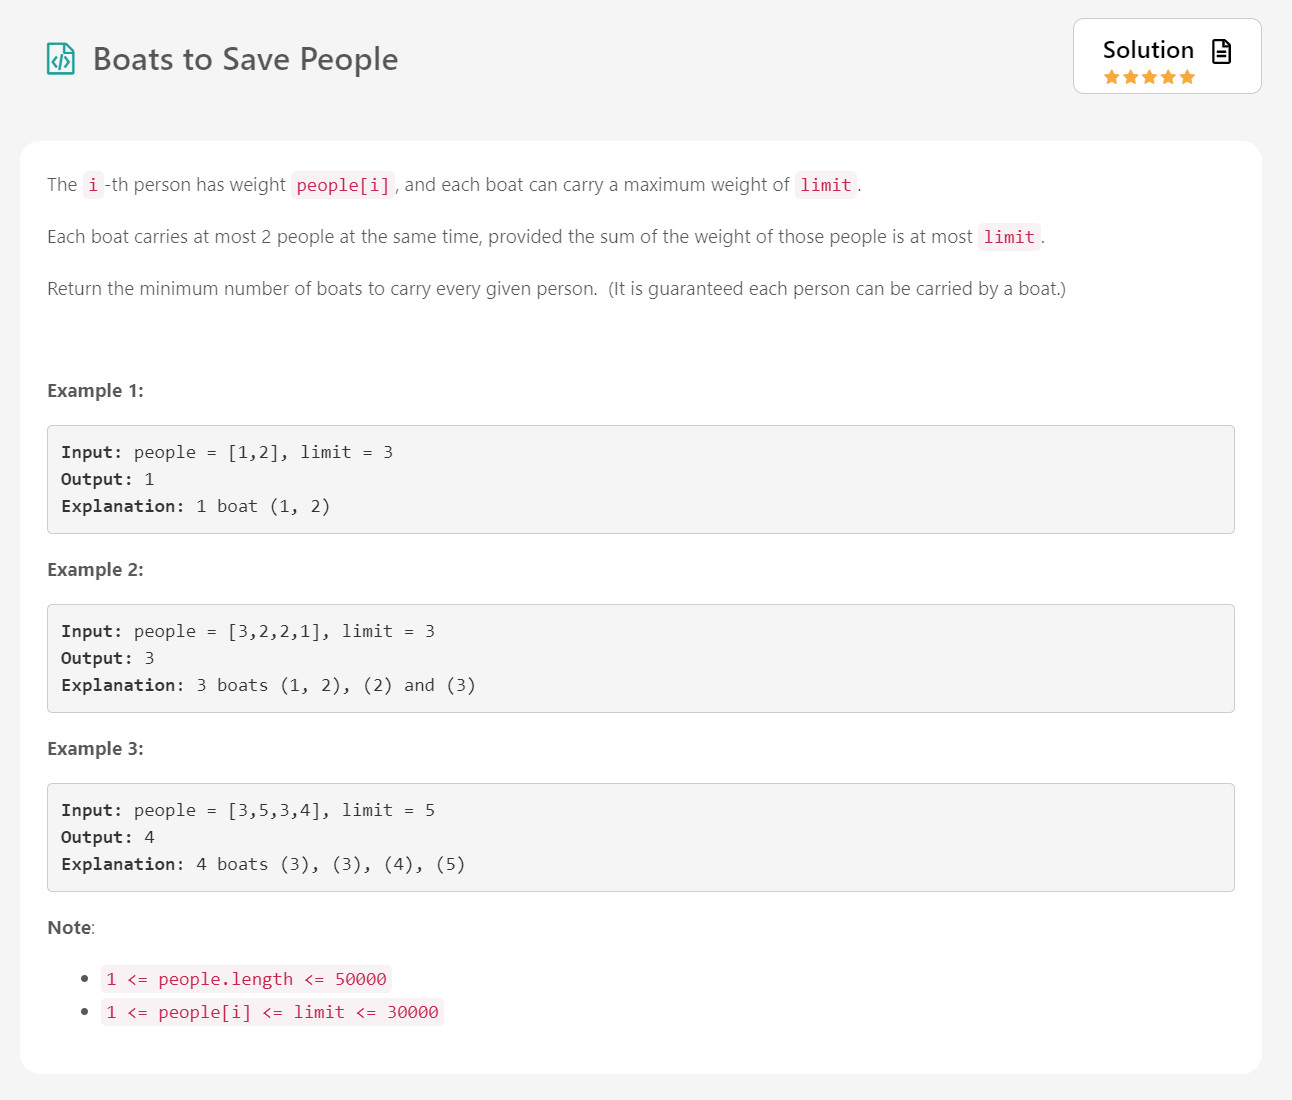 Boats to Save People
Solution
The i-th person has weight people[i], and each boat can carry a maximum weight of limit.
Each boat carries at most 2 people at the same time, provided the sum of the weight of those people is at most limit.
Return the minimum number of boats to carry every given person.  (It is guaranteed each person can be carried by a boat.)
Example 1:
Input: people = [1,2], limit = 3
Output: 1
Explanation: 1 boat (1, 2)
Example 2:
Input: people = [3,2,2,1], limit = 3
Output: 3
Explanation: 3 boats (1, 2), (2) and (3)
Example 3:
Input: people = [3,5,3,4], limit = 5
Output: 4
Explanation: 4 boats (3), (3), (4), (5)
Note:
1 <= people.length <= 50000
1 <= people[i] <= limit <= 30000